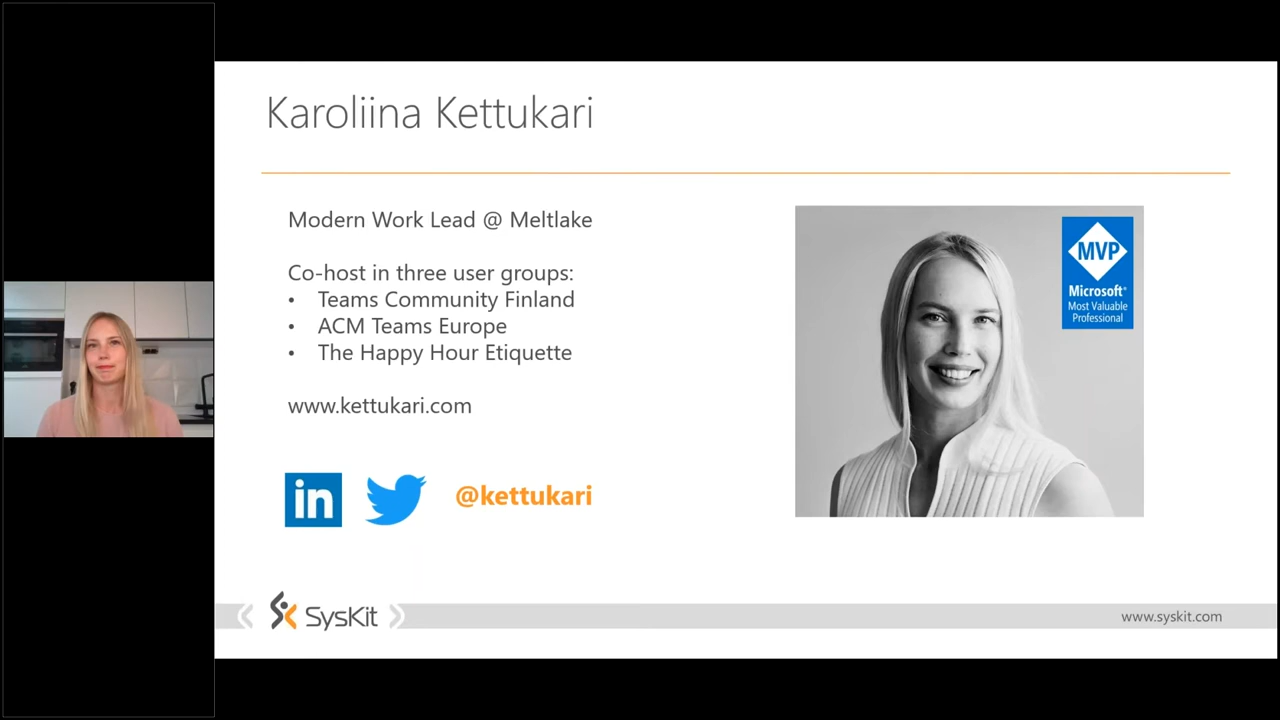 Karoliina Kettukari
Modern Work Lead @ Meltlake
Co-host in three user groups:
• Teams Community Finland
• ACM Teams Europe
• The Happy Hour Etiquette
www.kettukari.com
in
@kettukari
MVP
Microsoft®
Most Valuable
Professional
SysKit
www.syskit.com